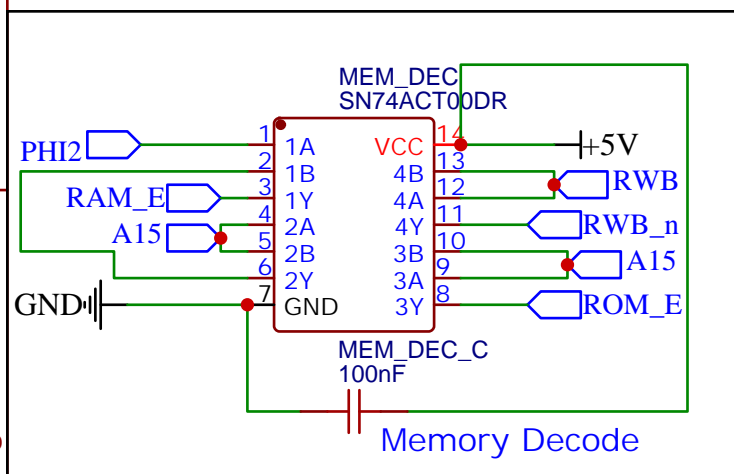 MEM_DEC
SN74ACT00DR
PHI2
1
1A
VCC
14
+5V
2
1B
4B
13
RWB
RAM_E
3
1Y
4A
12
A15
4
2A
4Y
11
RWB_n
5
2B
3B
10
A15
6
2Y
3A
9
GND
7
GND
3Y
8
ROM_E
MEM_DEC_C
100nF
Memory Decode